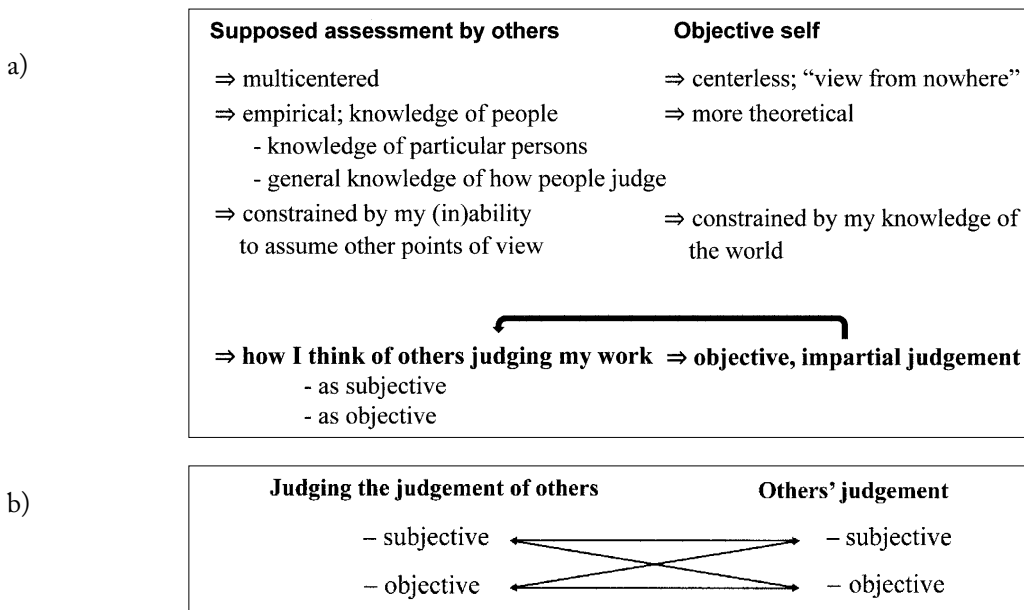 a)
Supposed assessment by others
⇒ multicentered
⇒ empirical; knowledge of people
- knowledge of particular persons
- general knowledge of how people judge
⇒ constrained by my (in)ability
to assume other points of view
⇒ how I think of others judging my work
- as subjective
- as objective
Objective self
⇒ centerless; “view from nowhere”
⇒ more theoretical
⇒ constrained by my knowledge of
the world
⇒ objective, impartial judgement
b)
Judging the judgement of others
– subjective
– objective
Others’ judgement
– subjective
– objective